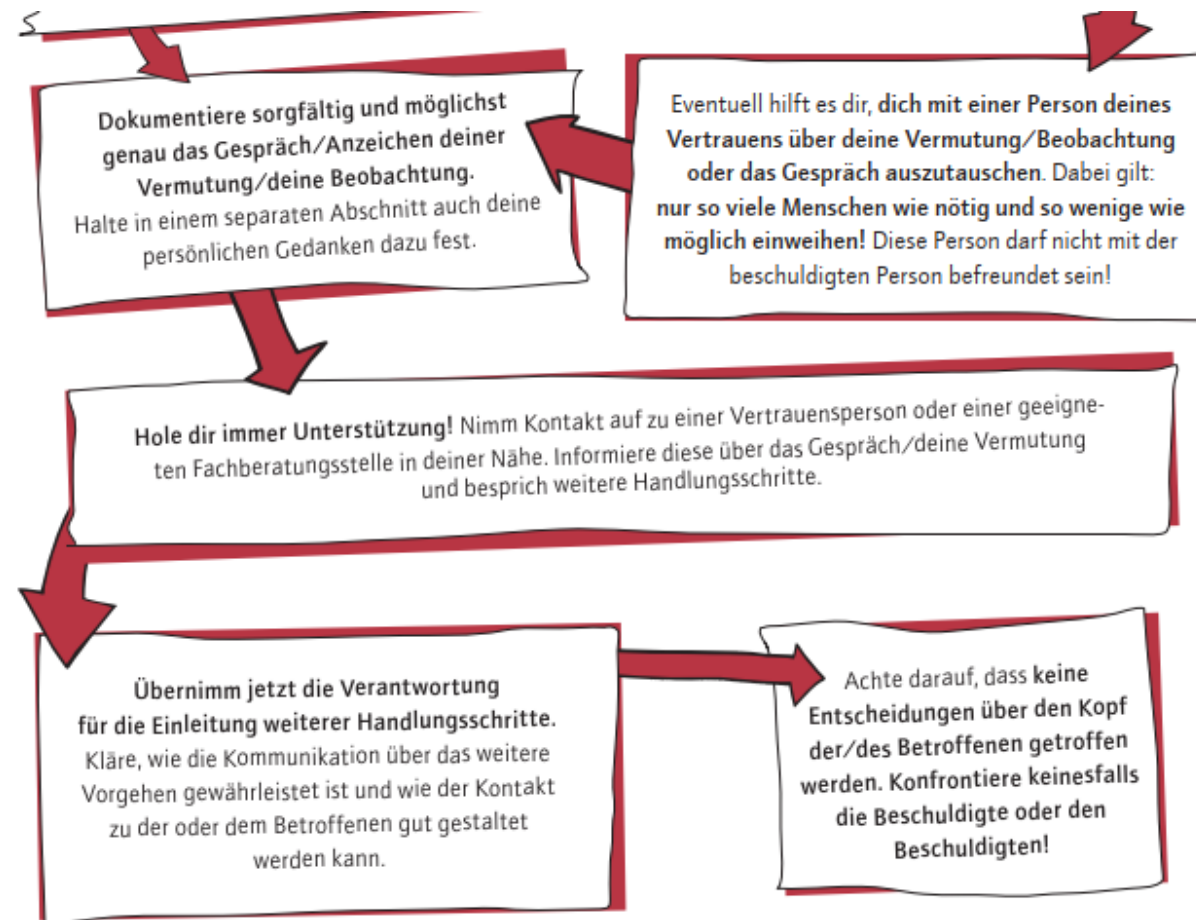 Dokumentiere sorgfältig und möglichst
genau das Gespräch/Anzeichen deiner
Vermutung/deine Beobachtung.
Halte in einem separaten Abschnitt auch deine
persönlichen Gedanken dazu fest.
Eventuell hilft es dir, dich mit einer Person deines
Vertrauens über deine Vermutung/Beobachtung
oder das Gespräch auszutauschen. Dabei gilt:
nur so viele Menschen wie nötig und so wenige wie
möglich einweihen! Diese Person darf nicht mit der
beschuldigten Person befreundet sein!
Hole dir immer Unterstützung! Nimm Kontakt auf zu einer Vertrauensperson oder einer geeigne-
ten Fachberatungsstelle in deiner Nähe. Informiere diese über das Gespräch/deine Vermutung
und besprich weitere Handlungsschritte.
Übernimm jetzt die Verantwortung
für die Einleitung weiterer Handlungsschritte.
Kläre, wie die Kommunikation über das weitere
Vorgehen gewährleistet ist und wie der Kontakt
zu der oder dem Betroffenen gut gestaltet
werden kann.
Achte darauf, dass keine
Entscheidungen über den Kopf
der/des Betroffenen getroffen
werden. Konfrontiere keinesfalls
die Beschuldigte oder den
Beschuldigten!